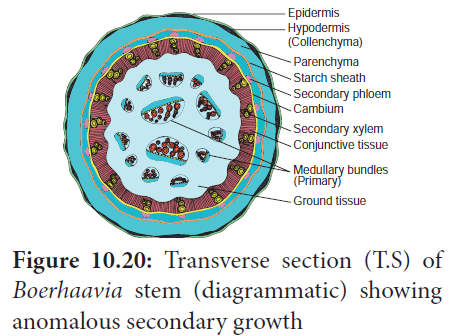 Epidermis
Hypodermis
(Collenchyma)
Parenchyma
Starch sheath
Secondary phloem
Cambium
Secondary xylem
Conjunctive tissue
Medullary bundles
(Primary)
Ground tissue
Figure 10.20: Transverse section (T.S) of
Boerhaavia stem (diagrammatic) showing
anomalous secondary growth